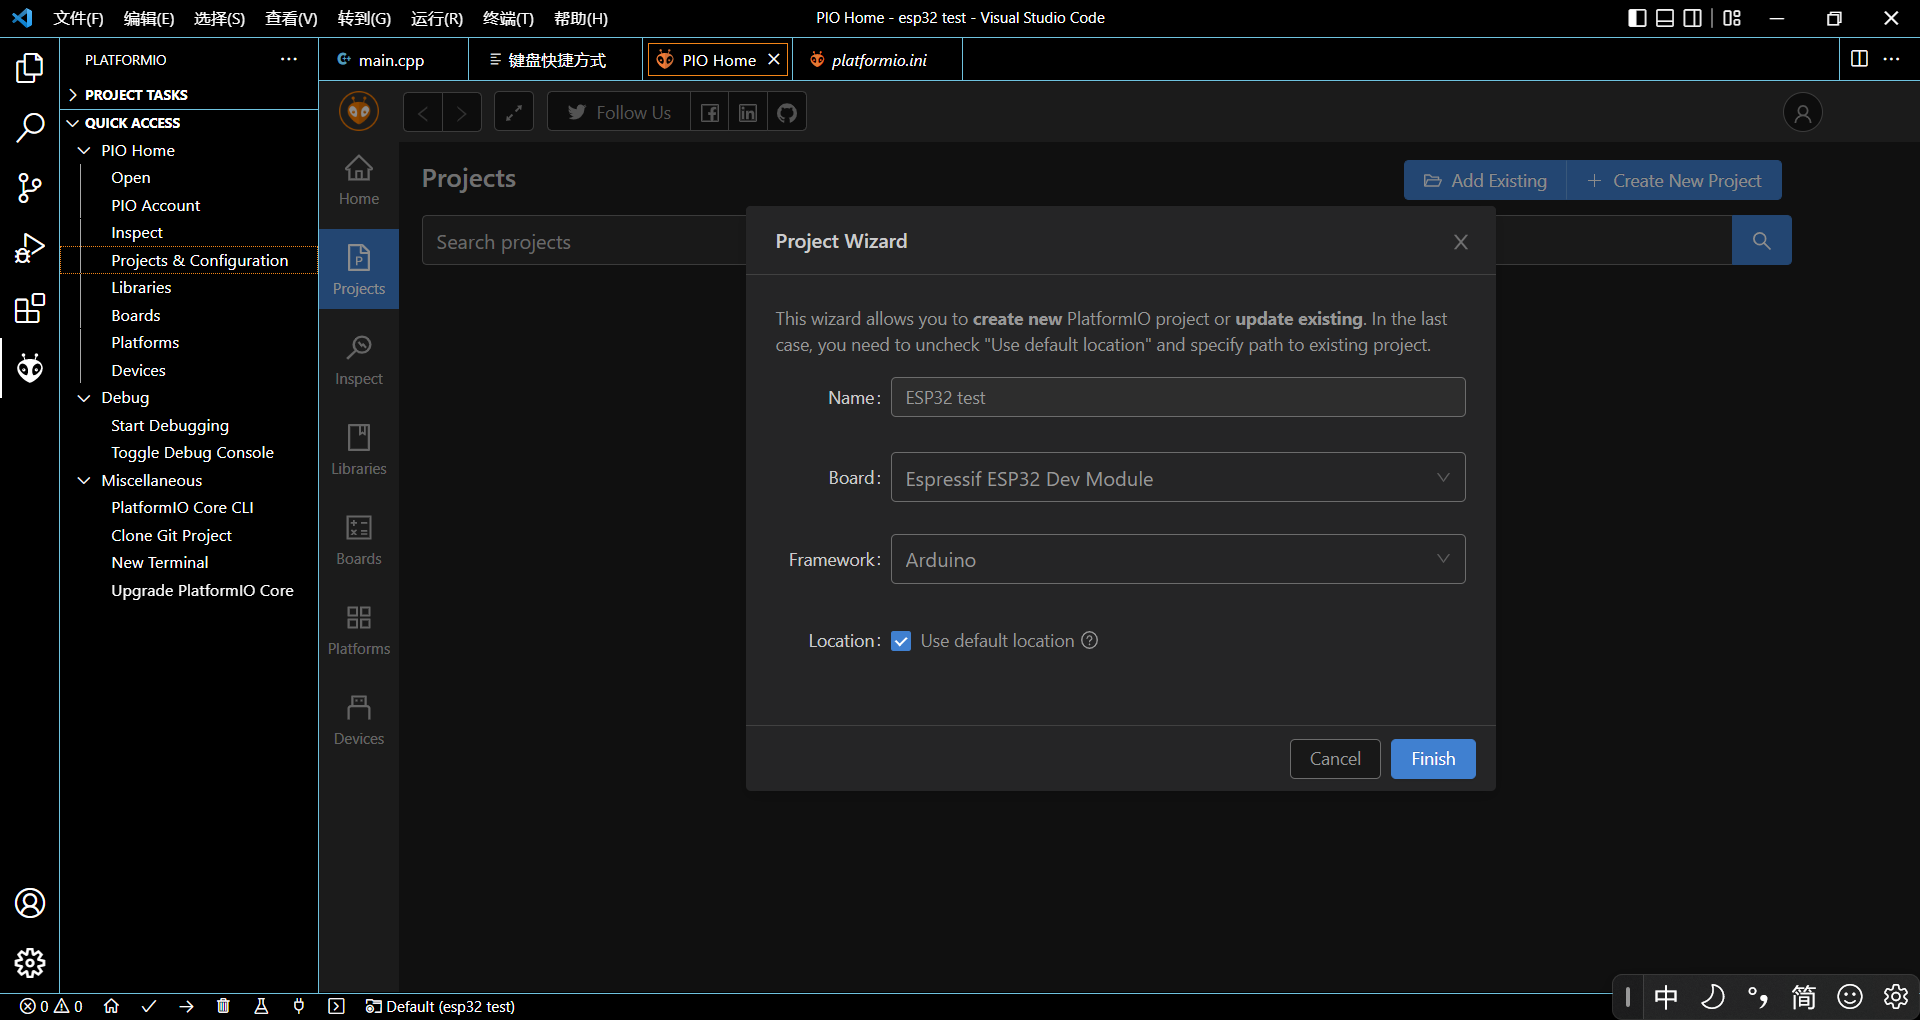 文件(F) 编辑(E) 选择(S) 查看(V) 转到(G) 运行(R) 终端(T) 帮助(H)
PIO Home - esp32 test - Visual Studio Code
PLATFORMIO
main.cpp
键盘快捷方式
PIO Home
platformio.ini
PROJECT TASKS
QUICK ACCESS
PIO Home
Open
PIO Account
Inspect
Projects & Configuration
Libraries
Boards
Platforms
Devices
Debug
Start Debugging
Toggle Debug Console
Miscellaneous
PlatformIO Core CLI
Clone Git Project
New Terminal
Upgrade PlatformIO Core
Follow Us
Home
Projects
Inspect
Libraries
Boards
Platforms
Devices
Projects
Add Existing
Create New Project
Search projects
Project Wizard
This wizard allows you to create new PlatformIO project or update existing. In the last
case, you need to uncheck "Use default location" and specify path to existing project.
Name: ESP32 test
Board: Espressif ESP32 Dev Module
Framework: Arduino
Location: Use default location
Cancel
Finish
0 0
Default (esp32 test)
中 简